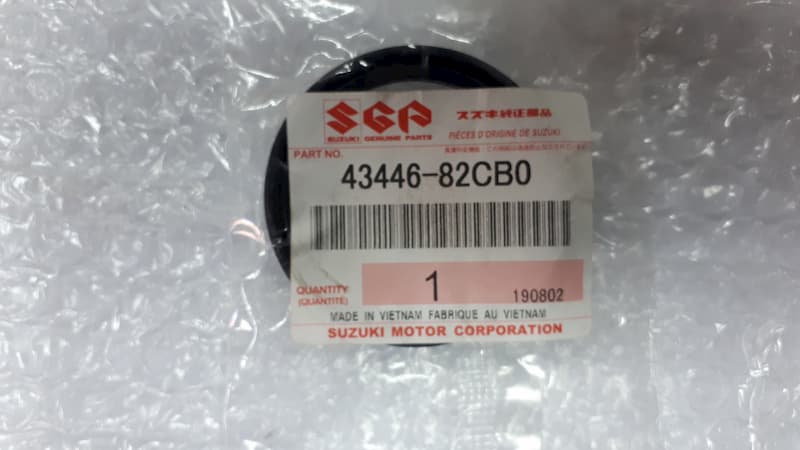 SGP
スズキ純正部品
SUZUKI GENUINE PARTS
PIÈCES D'ORIGINE DE SUZUKI
PART NO.
43446-82CB0
QUANTITY
(QUANTITÉ)
1
190802
MADE IN VIETNAM FABRIQUE AU VIETNAM
SUZUKI MOTOR CORPORATION